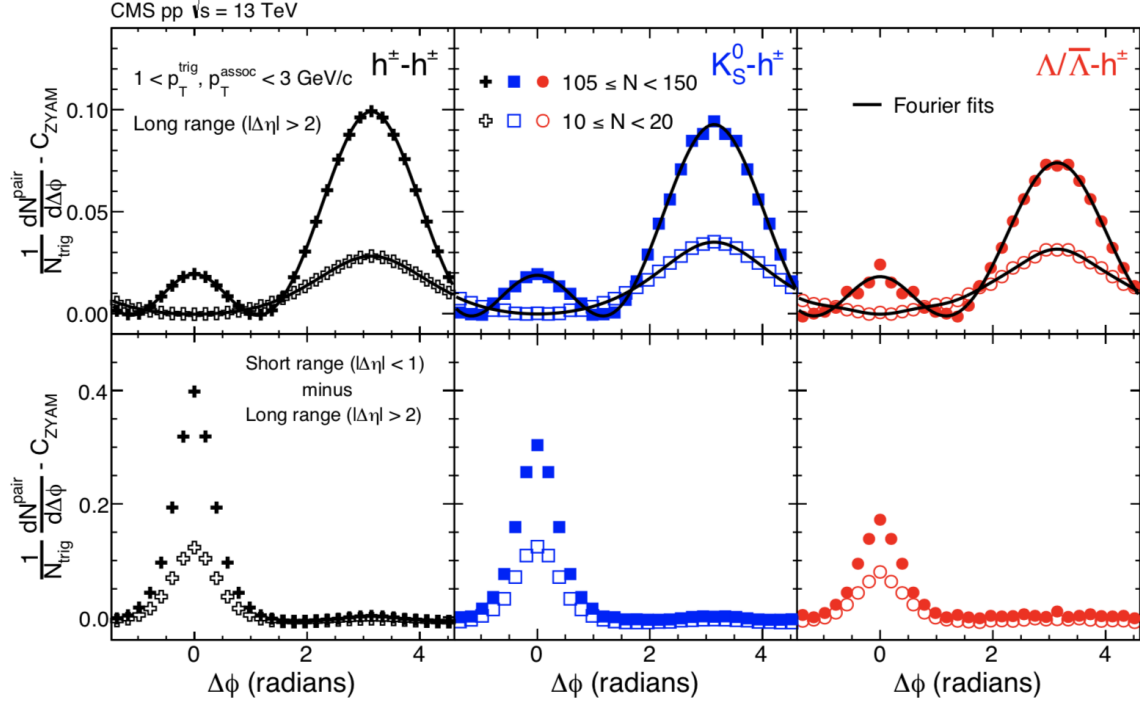 CMS pp √s = 13 TeV
1 < p_T^trig, p_T^assoc < 3 GeV/c
h±-h±
Long range (|Δη| > 2)
K_S^0-h±
105 ≤ N < 150
10 ≤ N < 20
Λ/Λ̅-h±
Fourier fits
1/N_trig dN^pair/dΔϕ - C_ZYAM
0.10
0.05
0.00
Short range (|Δη| < 1)
minus
Long range (|Δη| > 2)
1/N_trig dN^pair/dΔϕ - C_ZYAM
0.4
0.2
0.0
0 2 4 0 2 4 0 2 4
Δϕ (radians) Δϕ (radians) Δϕ (radians)